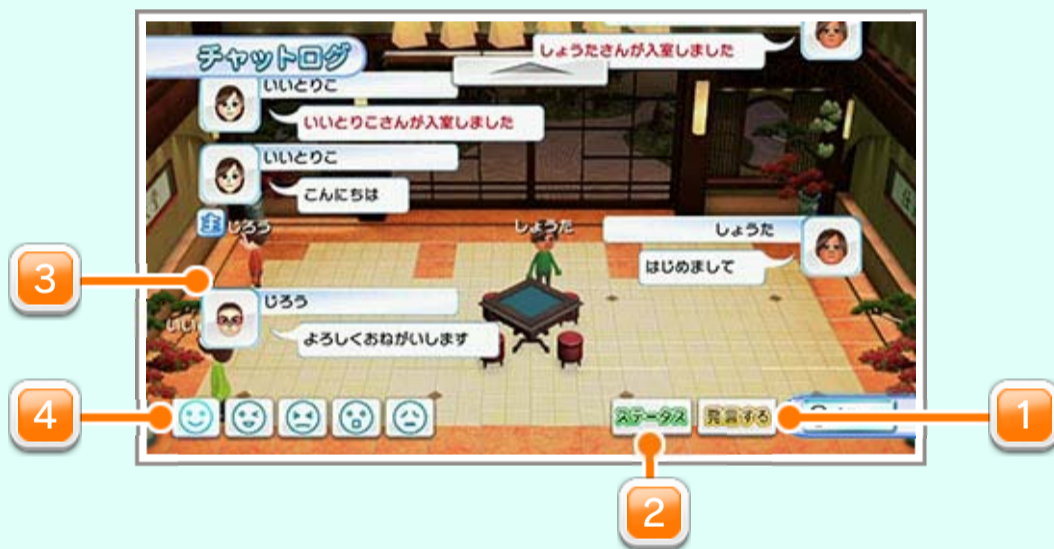 チャットログ
しょうたさんが入室しました
いいとりこ
いいとりこさんが入室しました
いいとりこ
こんにちは
主 じろう
しょうた
しょうた
はじめまして
3
じろう
いい
よろしくおねがいします
4
ステータス
発言する
1
2